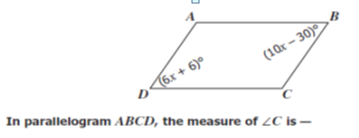 A
B
(10x – 30)°
(6x + 6)°
D
C
In parallelogram ABCD, the measure of ∠C is —